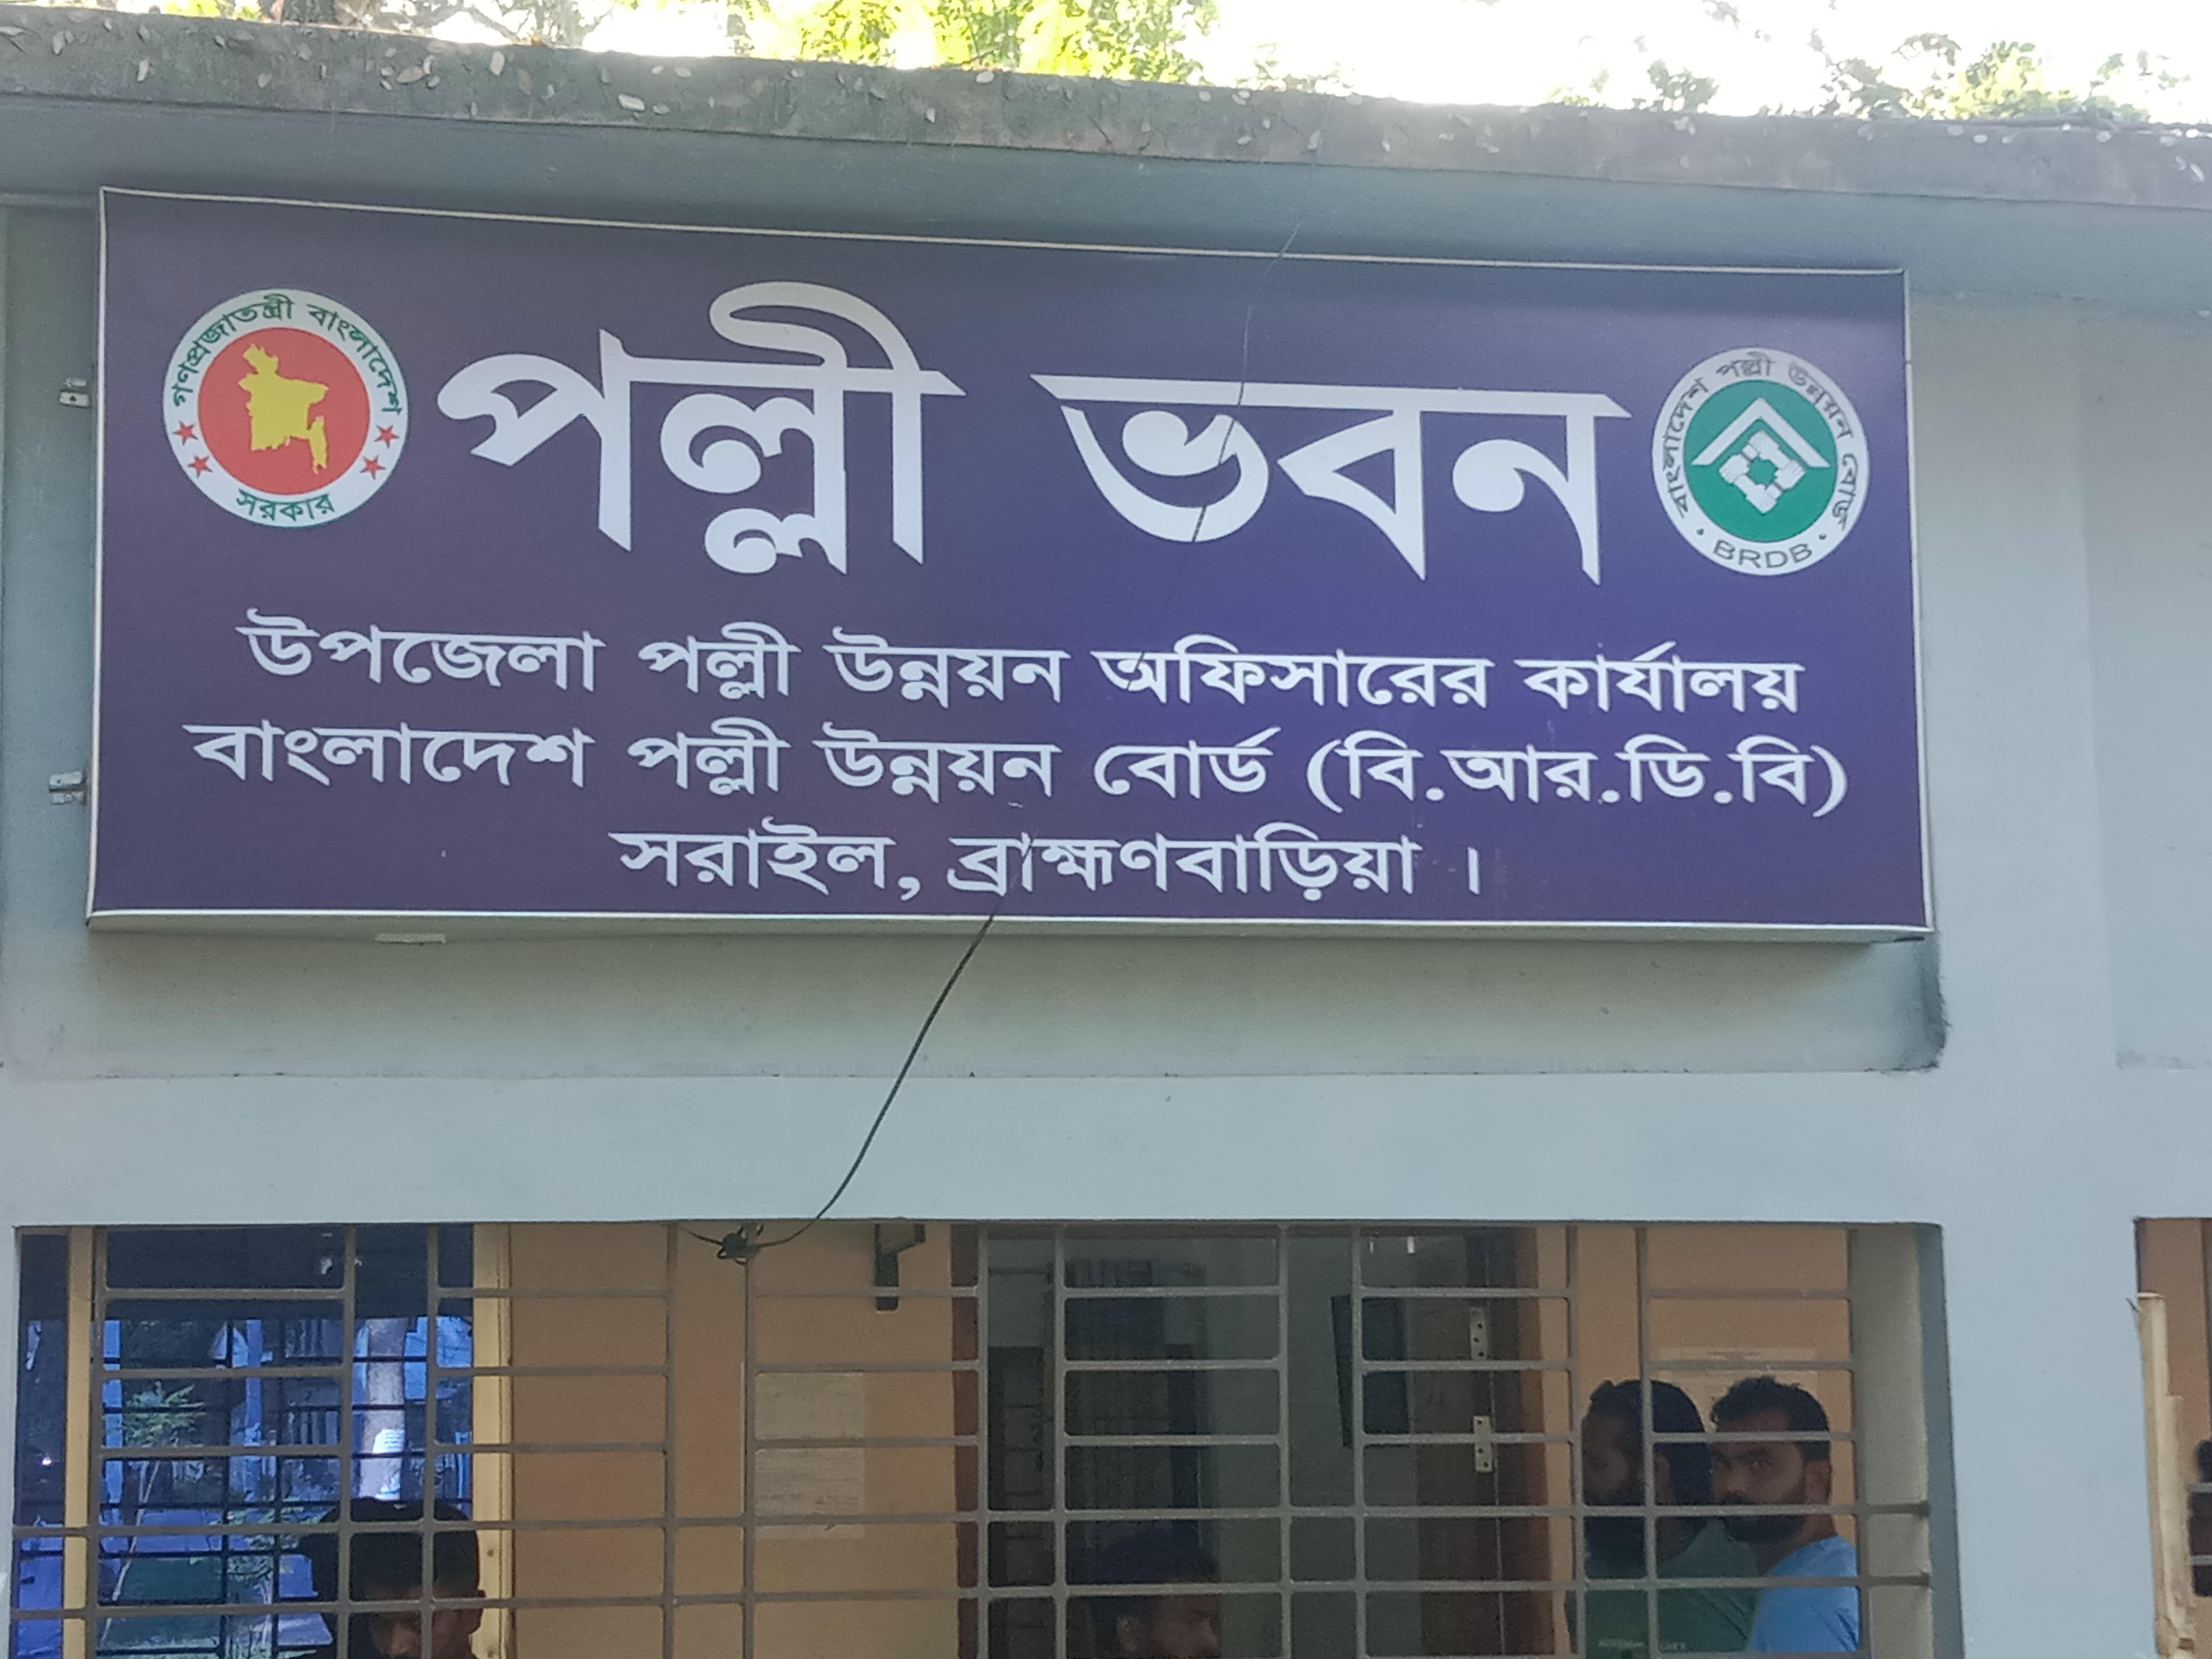 গণপ্রজাতন্ত্রী বাংলাদেশ
সরকার
পল্লী ভবন
বাংলাদেশ পল্লী উন্নয়ন বোর্ড
BRDB
উপজেলা পল্লী উন্নয়ন অফিসারের কার্যালয়
বাংলাদেশ পল্লী উন্নয়ন বোর্ড (বি.আর.ডি.বি)
সরাইল, ব্রাহ্মণবাড়িয়া ।